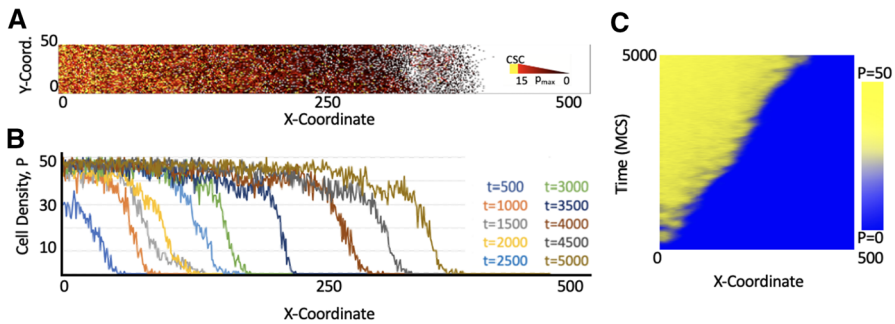 A
Y-Coord.
50
0
CSC
15 Pmax 0
0 250 500
X-Coordinate
B
Cell Density, P
50
30
10
t=500 t=3000
t=1000 t=3500
t=1500 t=4000
t=2000 t=4500
t=2500 t=5000
0 250 500
X-Coordinate
C
5000
Time (MCS)
P=50
P=0
0 500
X-Coordinate